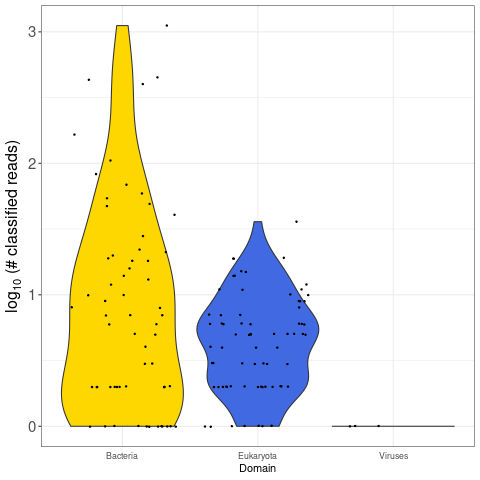 log₁₀ (# classified reads)
3
2
1
0
Bacteria Eukaryota Viruses
Domain